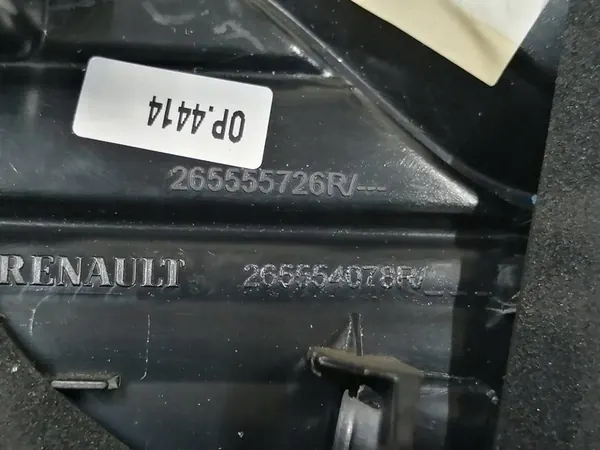 OP.4414
265555726R/---
RENAULT 265554078R/_ _ _